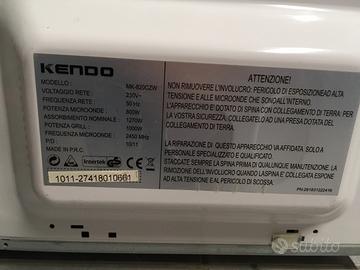 KENDO
MODELLO: MK-820CZW
VOLTAGGIO RETE: 230V~
FREQUENZA RETE: 50 Hz
POTENZA MICROONDE: 800W
ASSORBIMENTO NOMINALE: 1270W
POTENZA GRILL: 1000W
FREQUENZA MICROONDE: 2450 MHz
P/D: 10/11
MADE IN P.R.C.
Intertek
1011-27418010661
ATTENZIONE!
NON RIMUOVERE L'INVOLUCRO: PERICOLO DI ESPOSIZIONE AD ALTA
TENSIONE E ALLE MICROONDE CHE SONO ALL'INTERNO.
L'APPARECCHIO E' DOTATO DI SPINA CON COLLEGAMENTO DI TERRA. PER
LA VOSTRA SICUREZZA, COLLEGARLO AD UNA PRESA DOTATA DEL
COLLEGAMENTO DI TERRA.
LA RIPARAZIONE DI QUESTO APPARECCHIO VA AFFIDATA SOLO A
PERSONALE QUALIFICATO.
STACCARE SEMPRE LA SPINA PRIMA DI QUALUNQUE MANUTENZIONE. LA
RIMOZIONE DELL'INVOLUCRO QUANDO LA SPINA E' COLLEGATA ESPONE
AD ALTA TENSIONE E AL PERICOLO DI SCOSSA.
subito